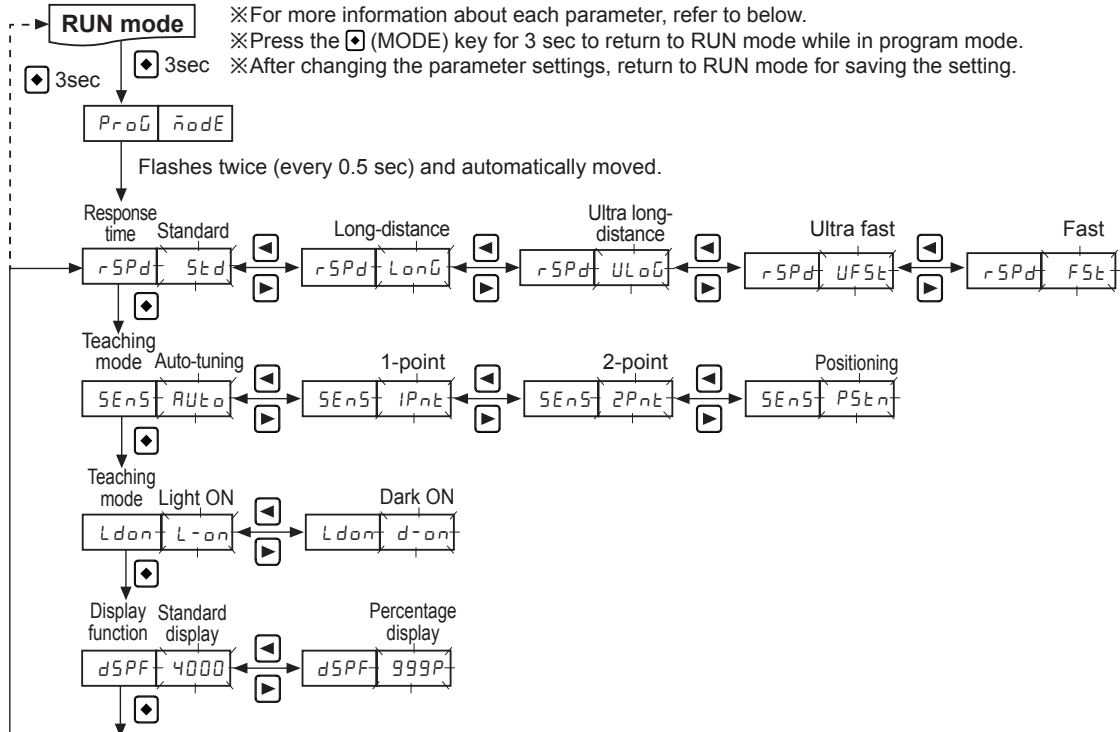 RUN mode
※For more information about each parameter, refer to below.
※Press the ◆ (MODE) key for 3 sec to return to RUN mode while in program mode.
※After changing the parameter settings, return to RUN mode for saving the setting.
◆ 3sec
◆ 3sec
ProG modE
Flashes twice (every 0.5 sec) and automatically moved.
Response time
Standard
Long-distance
Ultra long-distance
Ultra fast
Fast
rSPd Std
◀
▶
rSPd LonG
◀
▶
rSPd ULoG
◀
▶
rSPd UFSt
◀
▶
rSPd FSt
◆
Teaching mode
Auto-tuning
1-point
2-point
Positioning
SEnS AUto
◀
▶
SEnS 1Pnt
◀
▶
SEnS 2Pnt
◀
▶
SEnS PStn
◆
Teaching mode
Light ON
Dark ON
Ldon L-on
◀
▶
Ldon d-on
◆
Display function
Standard display
Percentage display
dSPF 4000
◀
▶
dSPF 999P
◆